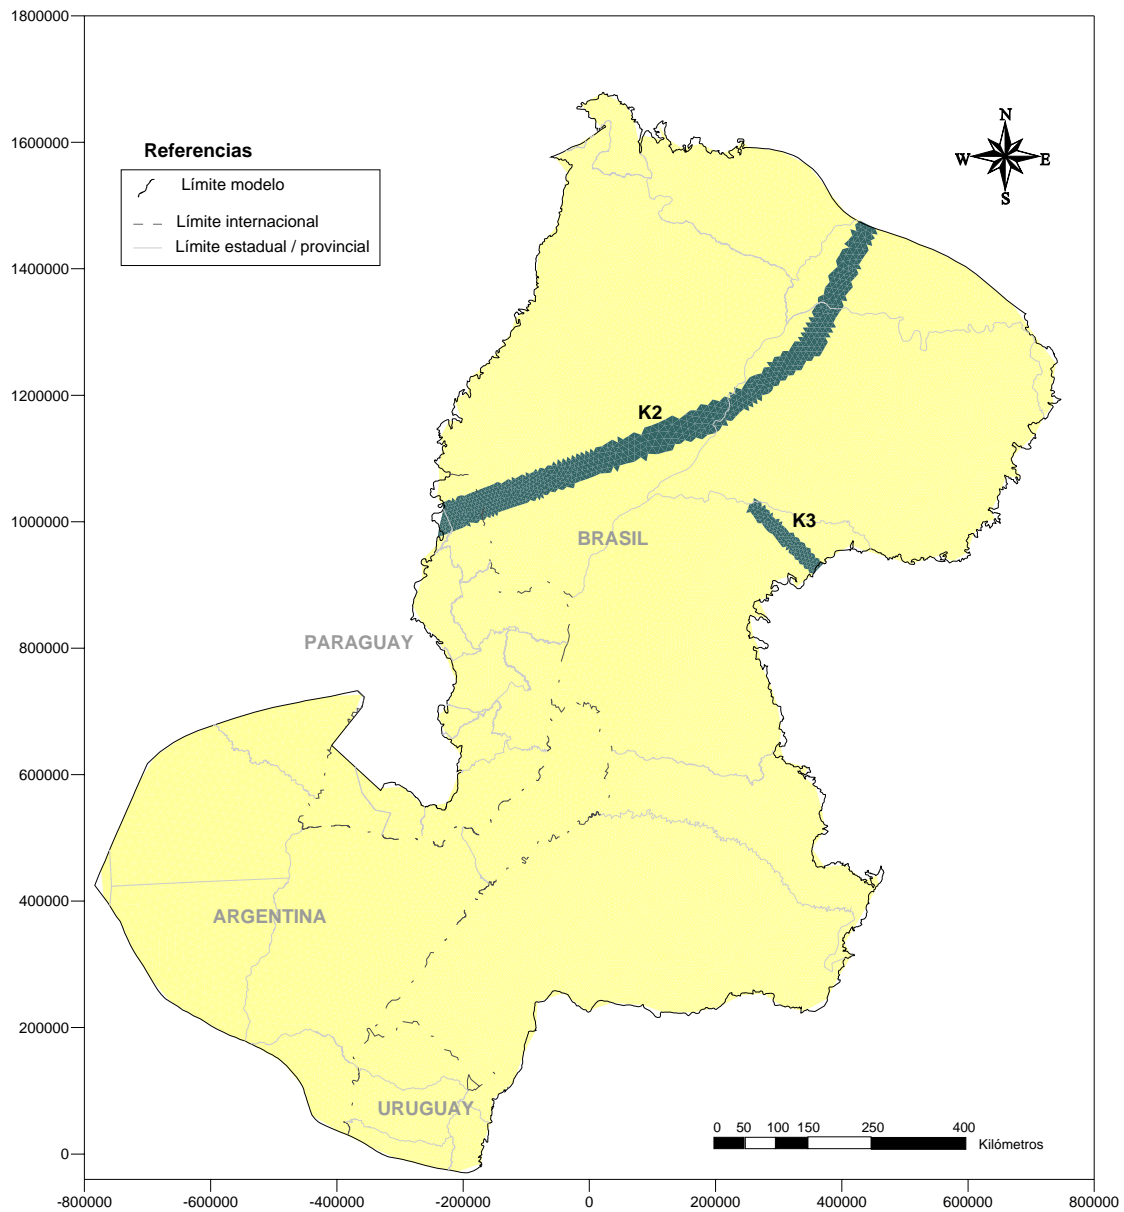 1800000
1600000
1400000
1200000
1000000
800000
600000
400000
200000
0
Referencias
Límite modelo
Límite internacional
Límite estadual / provincial
N
W
E
S
K2
K3
BRASIL
PARAGUAY
ARGENTINA
URUGUAY
0 50 100 150 250 400
Kilómetros
-800000 -600000 -400000 -200000 0 200000 400000 600000 800000